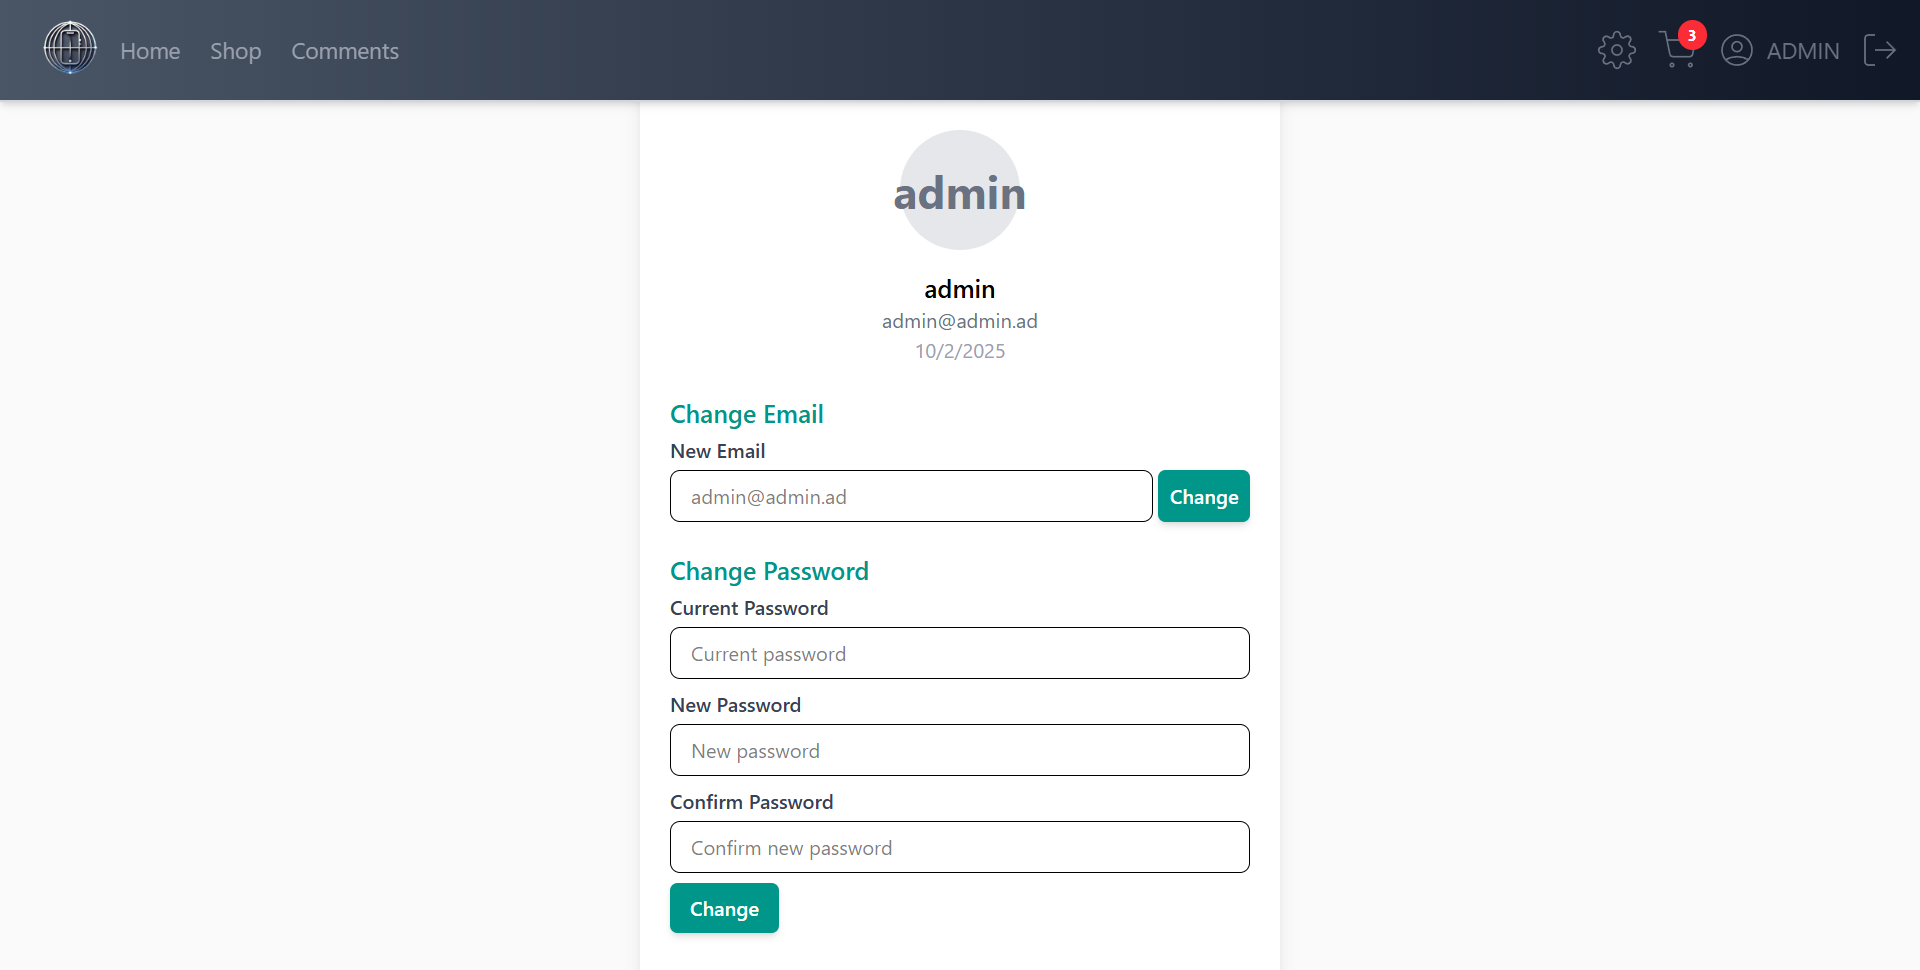 Home Shop Comments 3 ADMIN
admin
admin
admin@admin.ad
10/2/2025
Change Email
New Email
admin@admin.ad Change
Change Password
Current Password
Current password
New Password
New password
Confirm Password
Confirm new password
Change